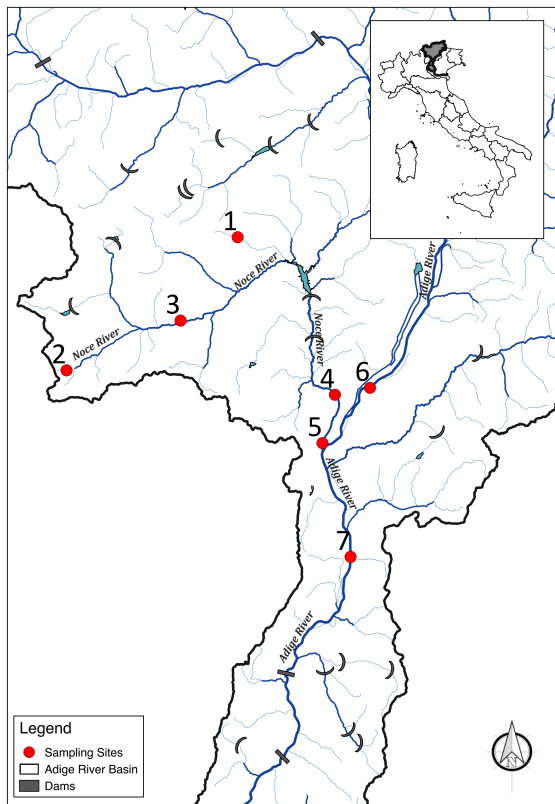 Adige River
1
Noce River
3
Noce River
2
Noce River
4
6
5
Adige River
7
Adige River
Legend
Sampling Sites
Adige River Basin
Dams
N